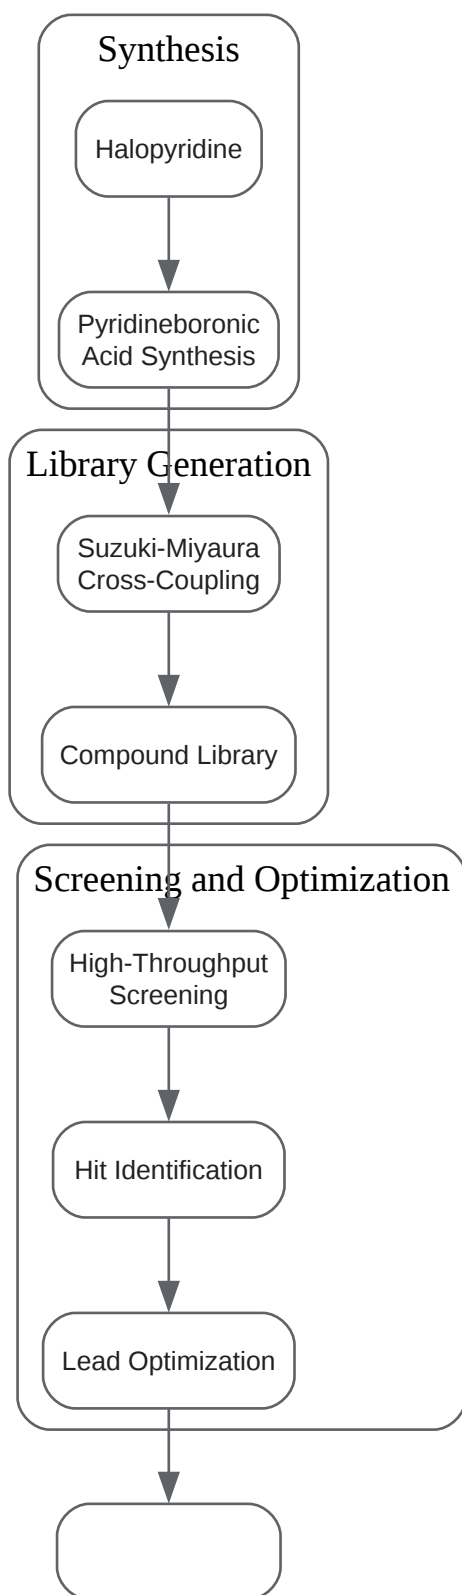 Synthesis
Halopyridine
Pyridineboronic
Acid Synthesis
Library Generation
Suzuki-Miyaura
Cross-Coupling
Compound Library
Screening and Optimization
High-Throughput
Screening
Hit Identification
Lead Optimization